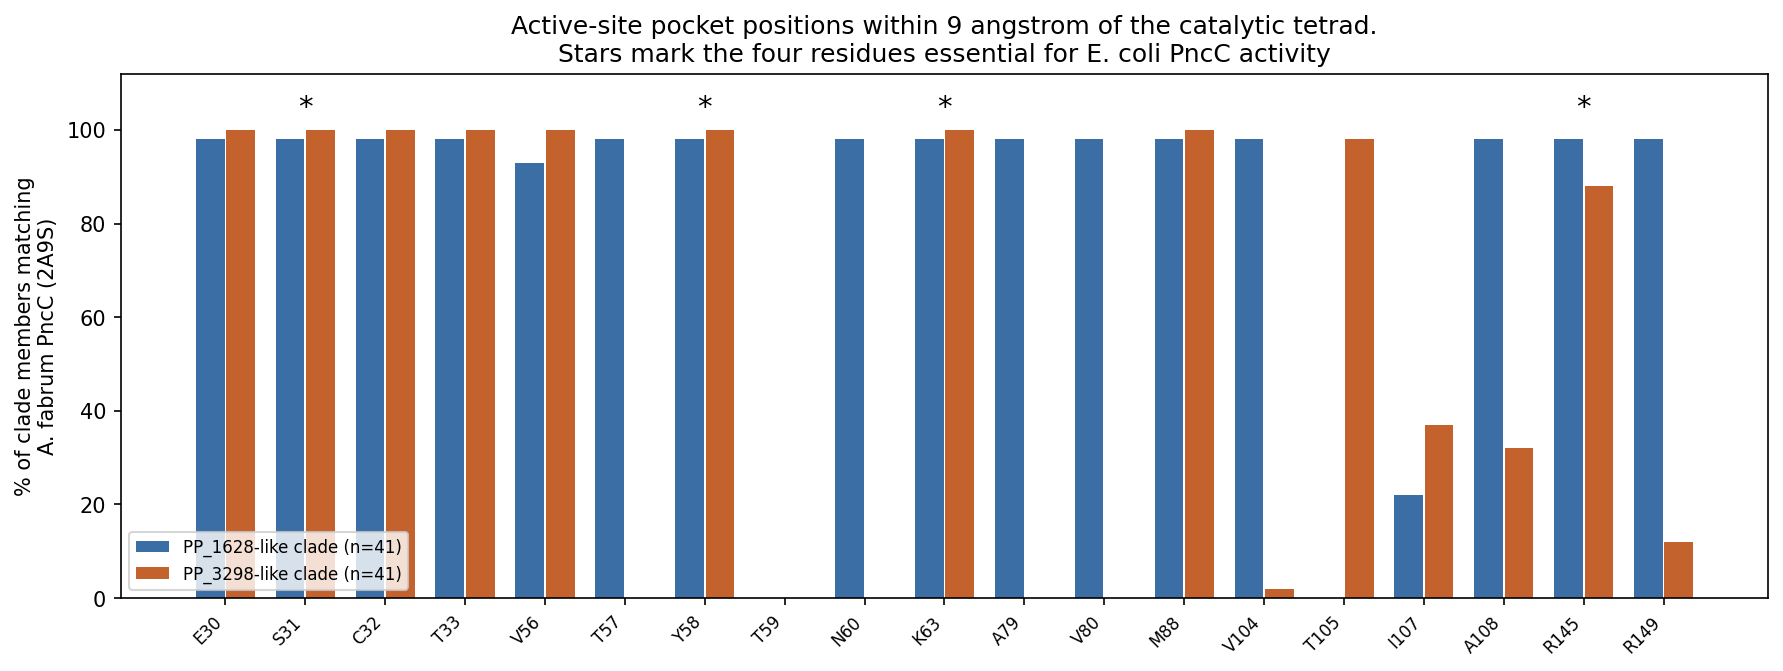 Active-site pocket positions within 9 angstrom of the catalytic tetrad.
Stars mark the four residues essential for E. coli PncC activity
% of clade members matching
A. fabrum PncC (2A9S)
* * * *
100
80
60
40
20
0
PP_1628-like clade (n=41)
PP_3298-like clade (n=41)
E30 S31 C32 T33 V56 T57 Y58 T59 N60 K63 A79 V80 M88 V104 T105 I107 A108 R145 R149